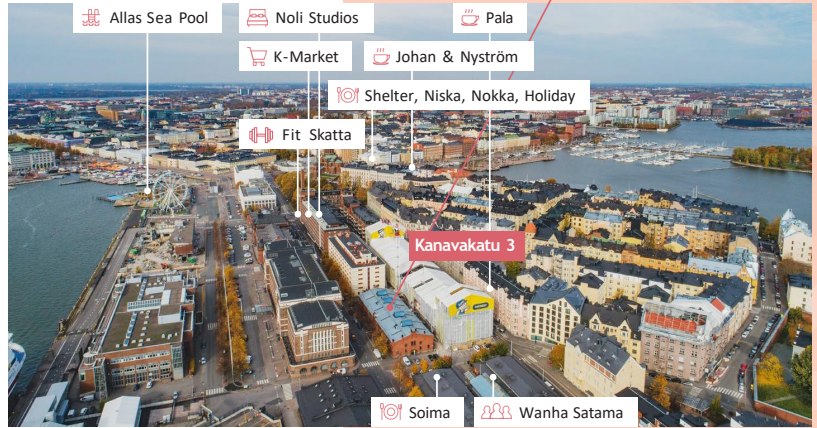 Allas Sea Pool
Noli Studios
Pala
K-Market
Johan & Nyström
Shelter, Niska, Nokka, Holiday
Fit Skatta
Kanavakatu 3
Soima
Wanha Satama